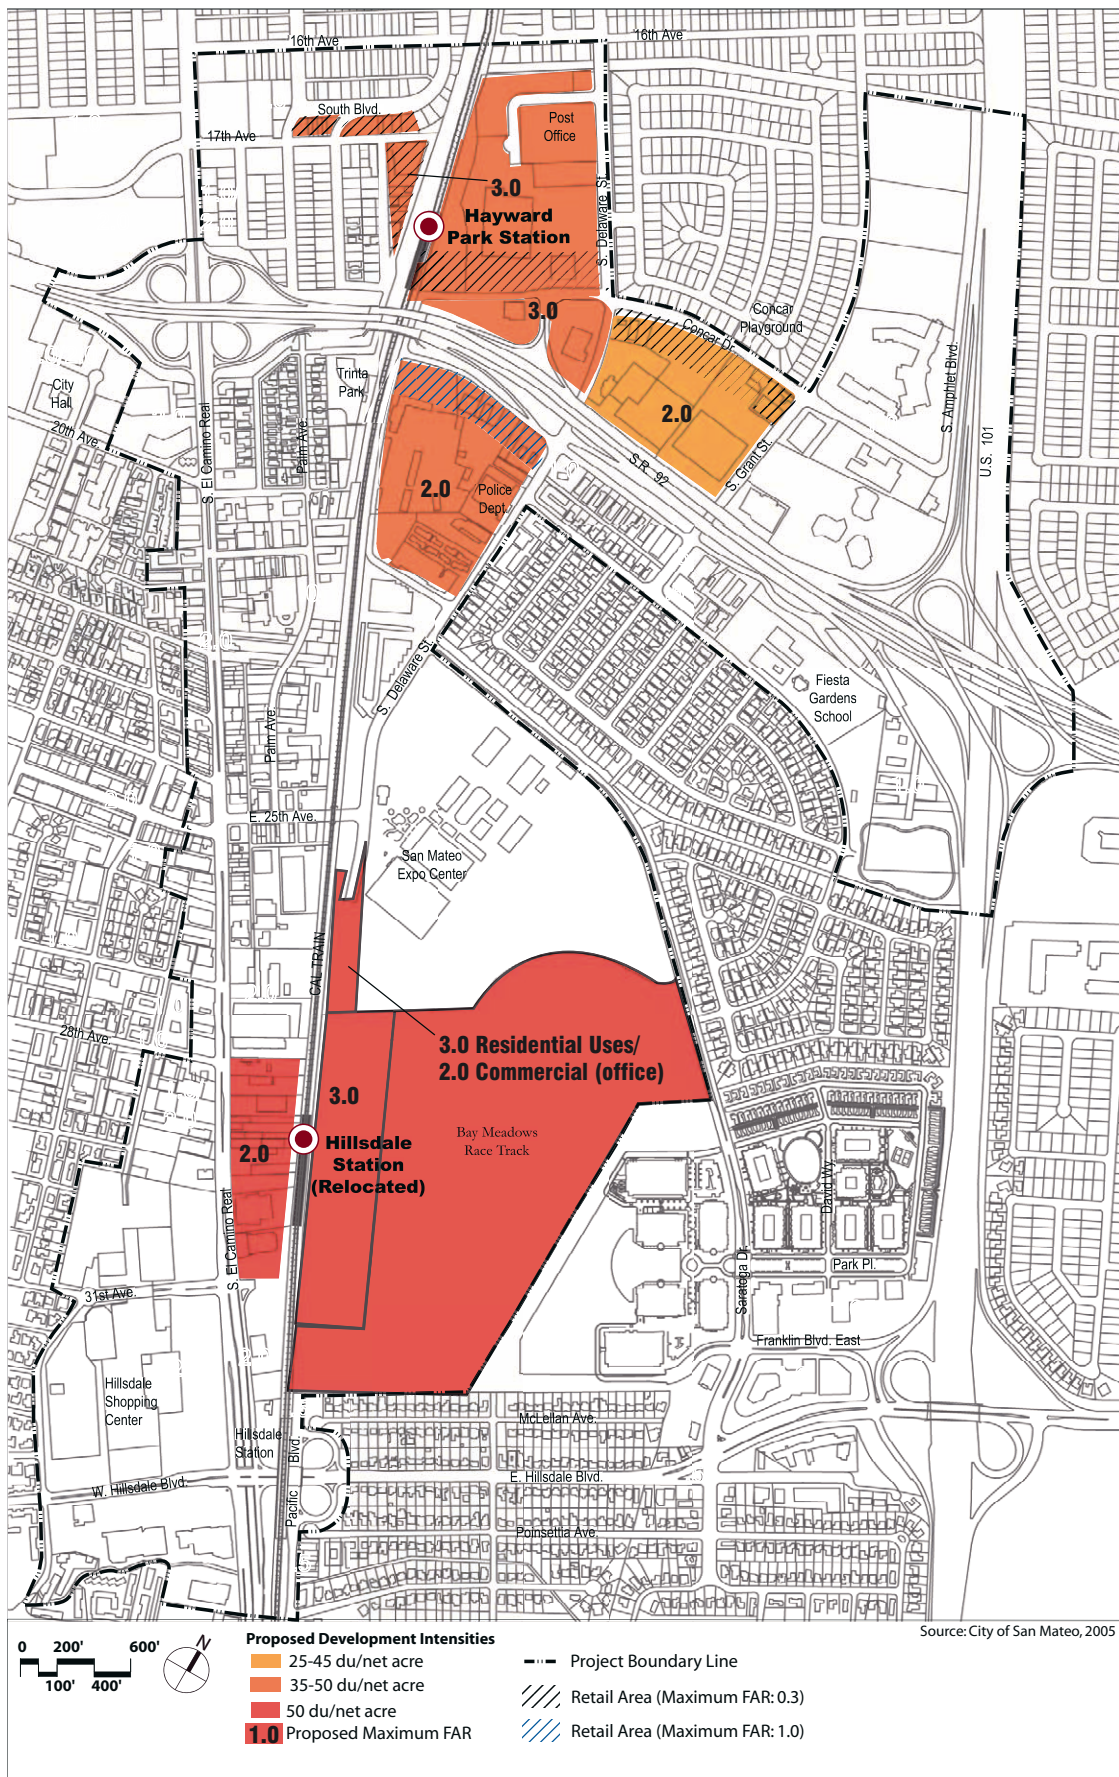 16th Ave
16th Ave
South Blvd.
17th Ave
Post
Office
3.0
Hayward
Park Station
S. Delaware St.
3.0
Concar
Playground
Concar Dr.
City
Hall
Trinta
Park
20th Ave.
S. El Camino Real
Palm Ave.
2.0
S. Amphlet Blvd.
U.S. 101
S.R. 92
S. Grant St.
2.0
Police
Dept.
2.0
S. Delaware St.
Fiesta
Gardens
School
Palm Ave.
E. 25th Ave.
San Mateo
Expo Center
CAL TRAIN
28th Ave.
3.0 Residential Uses/
2.0 Commercial (office)
3.0
2.0
Hillsdale
Station
(Relocated)
Bay Meadows
Race Track
S. El Camino Real
David Wy.
Saratoga Dr.
Park Pl.
31st Ave.
Franklin Blvd. East
Hillsdale
Shopping
Center
Hillsdale
Station
McLellan Ave.
Pacific Blvd.
W. Hillsdale Blvd.
E. Hillsdale Blvd.
Poinsettia Ave.
Source: City of San Mateo, 2005
0 200' 600'
100' 400'
N
Proposed Development Intensities
25-45 du/net acre
35-50 du/net acre
50 du/net acre
1.0 Proposed Maximum FAR
Project Boundary Line
Retail Area (Maximum FAR: 0.3)
Retail Area (Maximum FAR: 1.0)